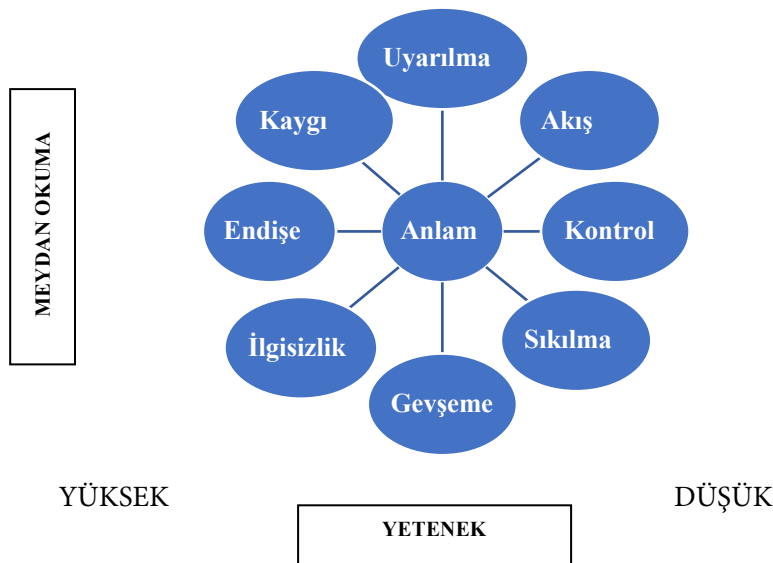 Uyarılma
Kaygı
Akış
MEYDAN OKUMA
Endişe
Anlam
Kontrol
İlgisizlik
Sıkılma
Gevşeme
YÜKSEK
DÜŞÜK
YETENEK